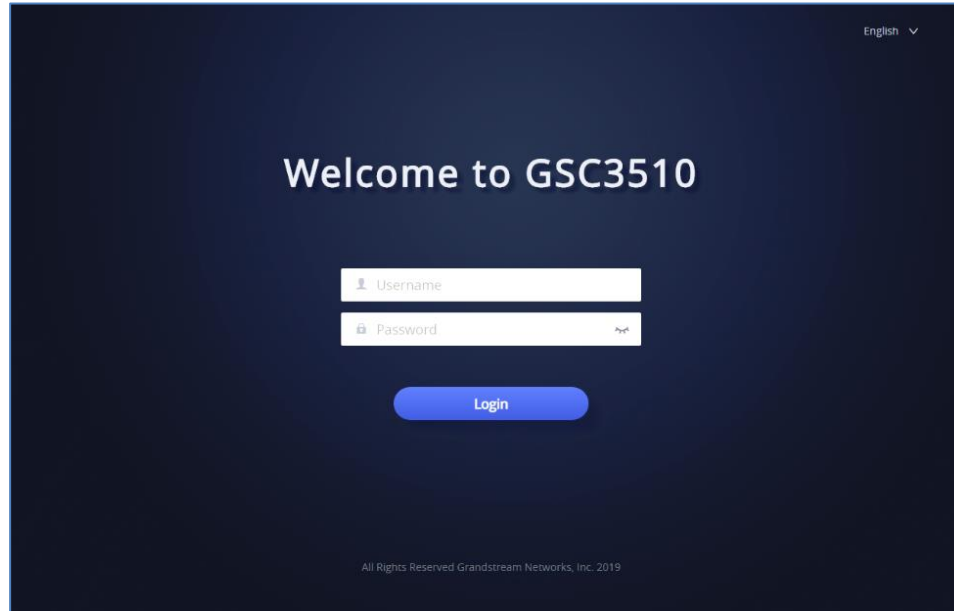 English
Welcome to GSC3510
Username
Password
Login
All Rights Reserved Grandstream Networks, Inc. 2019